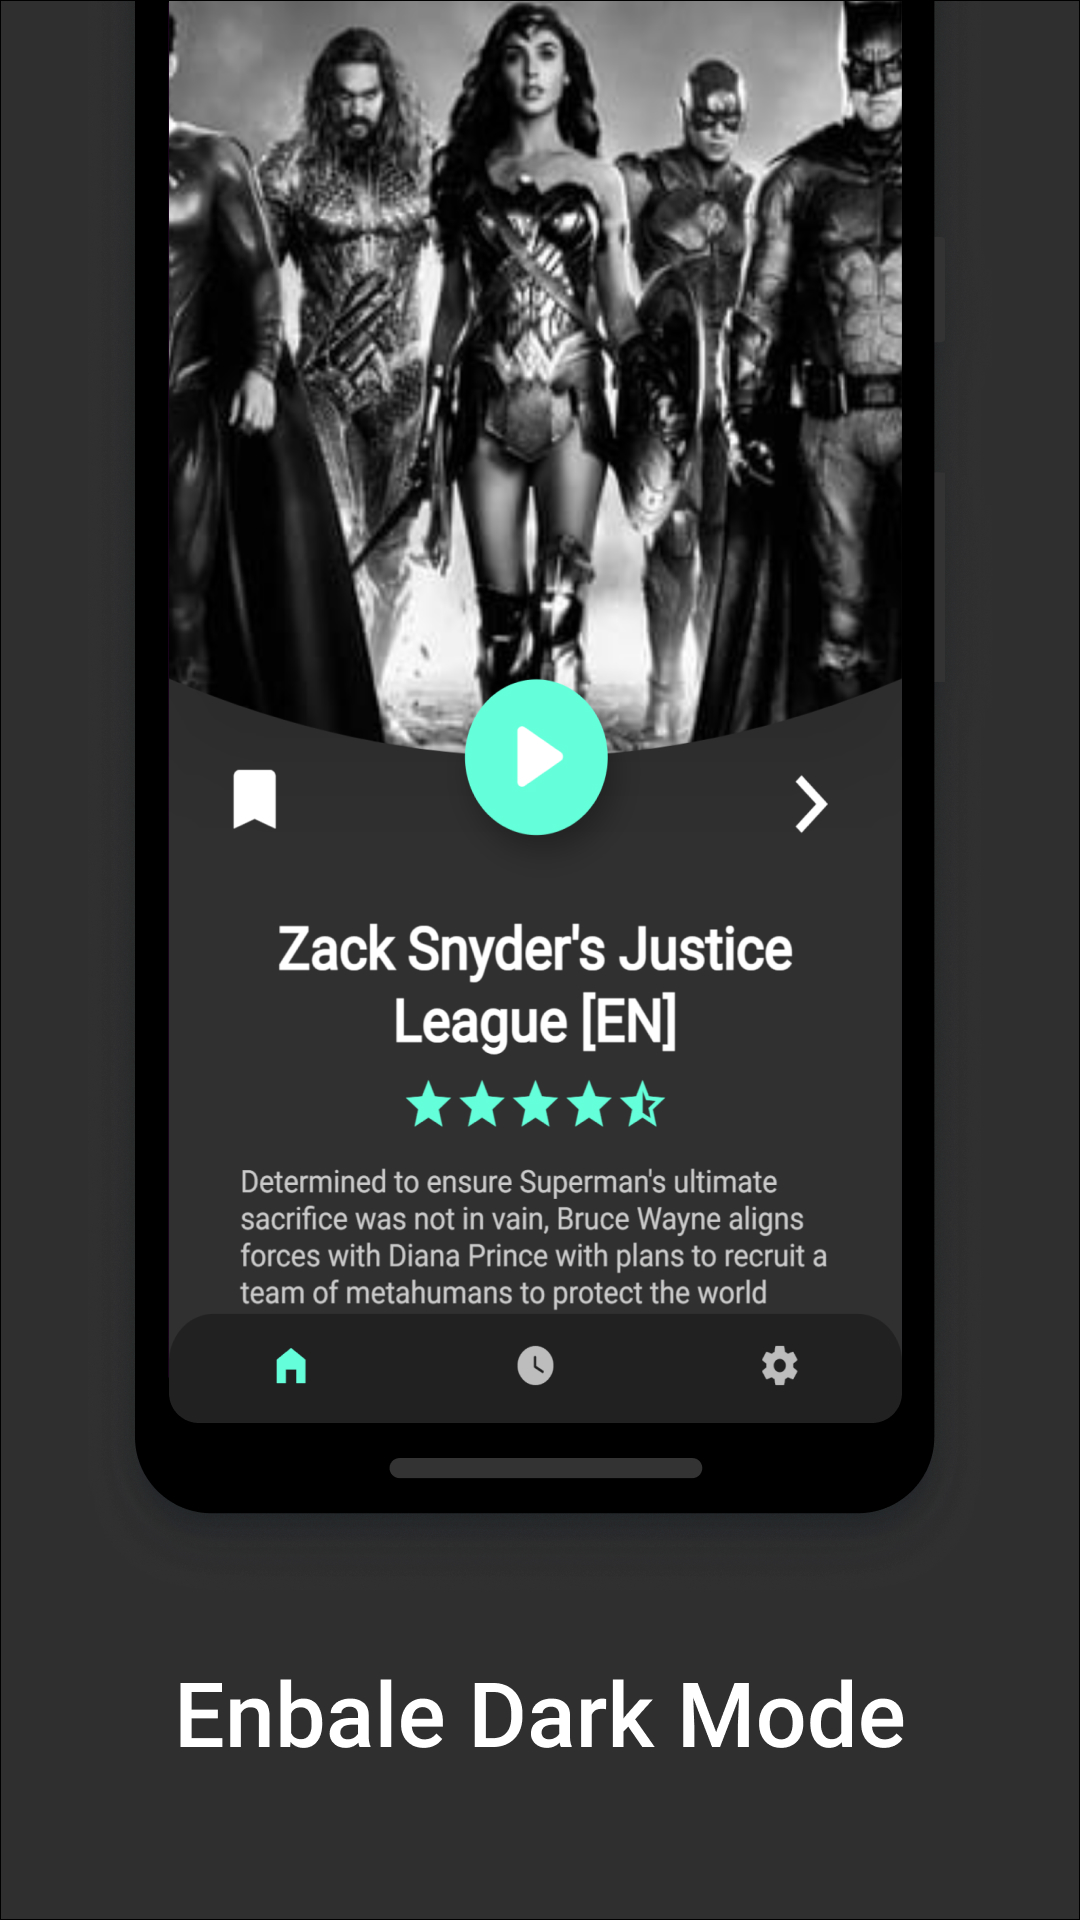 Zack Snyder's Justice
League [EN]
Determined to ensure Superman's ultimate
sacrifice was not in vain, Bruce Wayne aligns
forces with Diana Prince with plans to recruit a
team of metahumans to protect the world
Enbale Dark Mode